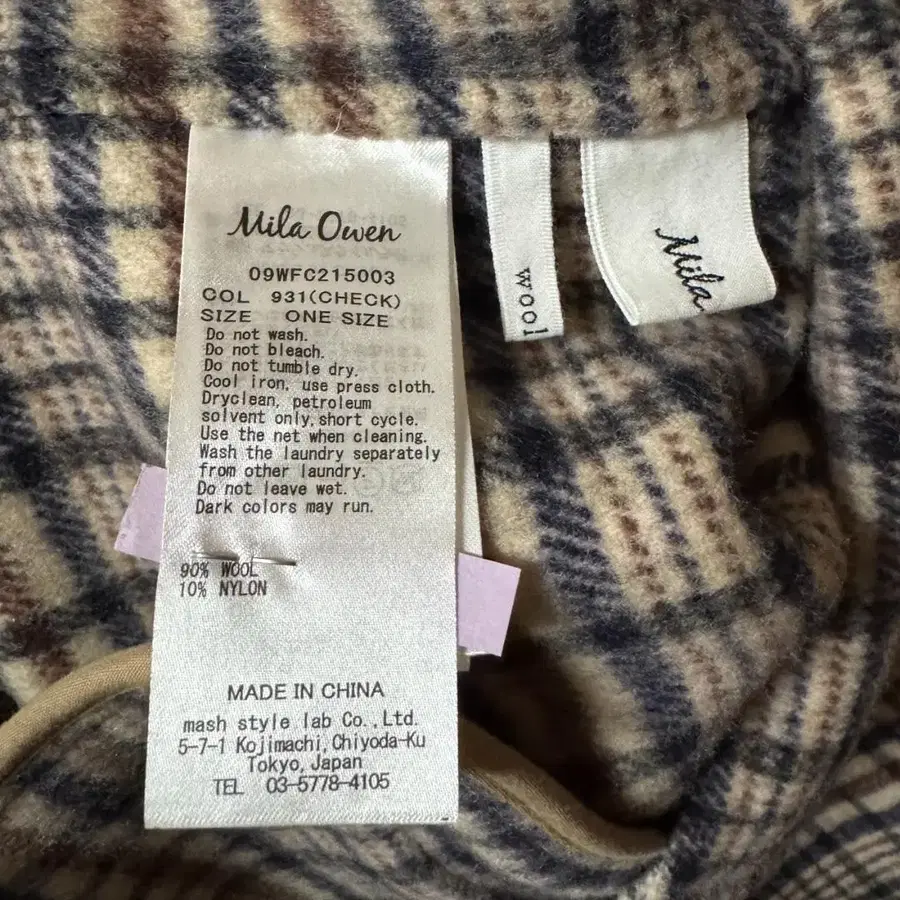 Mila Owen
09WFC215003
COL 931(CHECK)
SIZE ONE SIZE
Do not wash.
Do not bleach.
Do not tumble dry.
Cool iron, use press cloth.
Dryclean, petroleum
solvent only,short cycle.
Use the net when cleaning.
Wash the laundry separately
from other laundry.
Do not leave wet.
Dark colors may run.
90% WOOL
10% NYLON
MADE IN CHINA
mash style lab Co.,Ltd.
5-7-1 Kojimachi,Chiyoda-Ku
Tokyo, Japan
TEL 03-5778-4105
wool
Mila